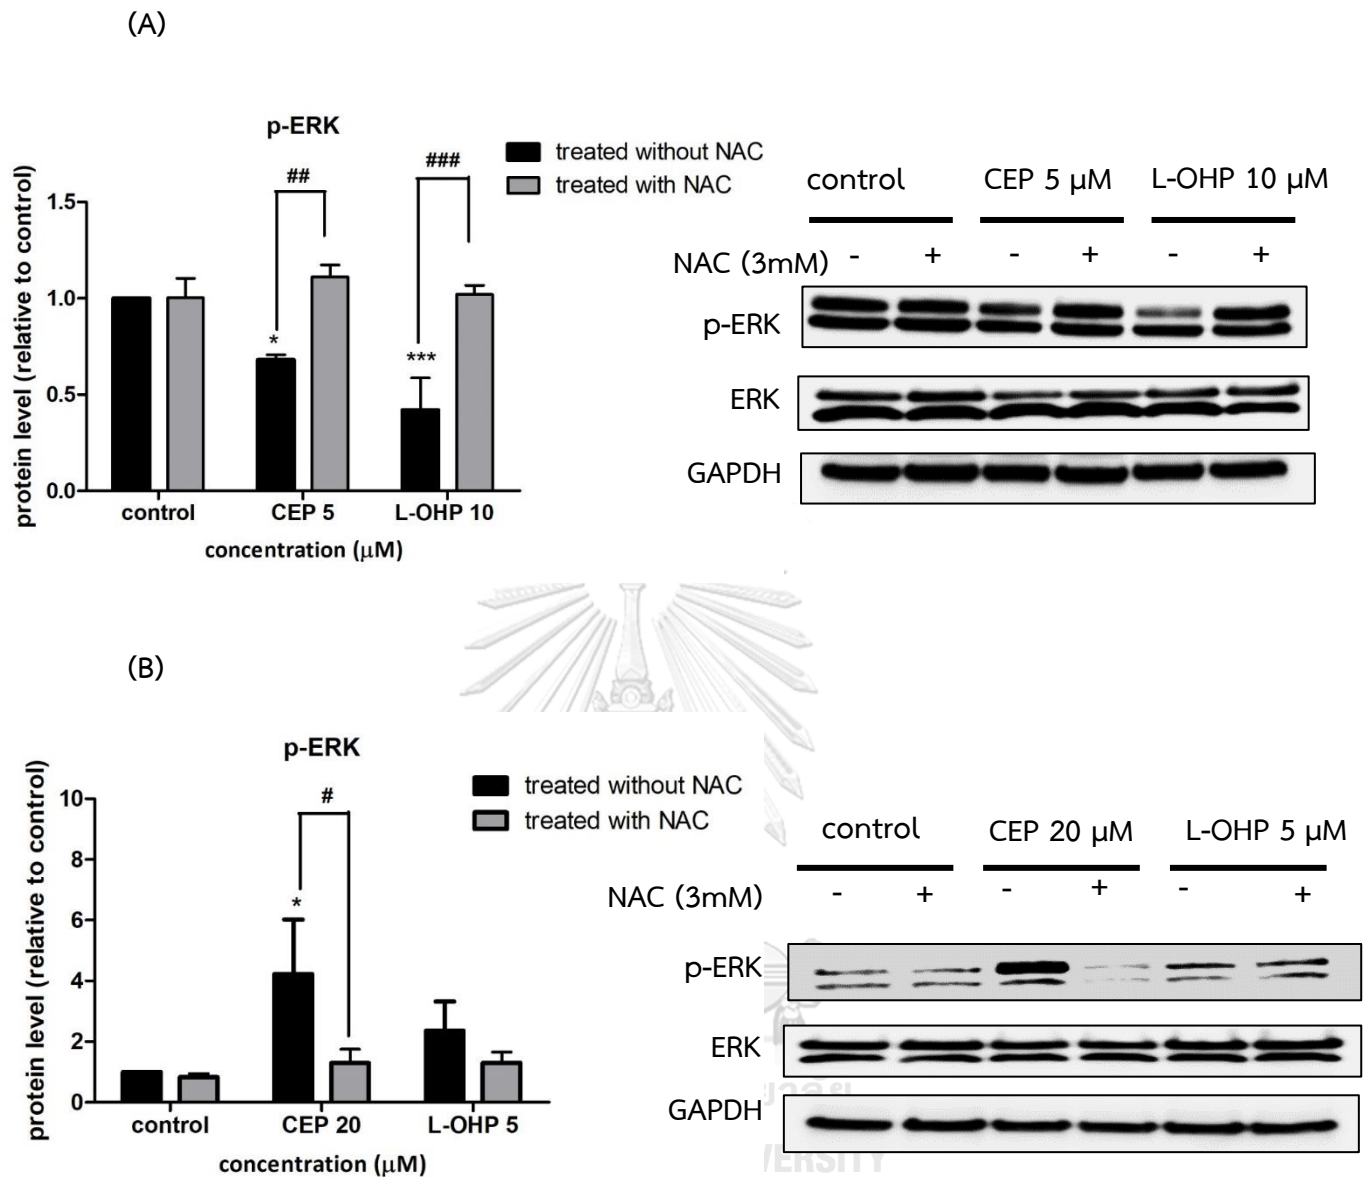 (A)
p-ERK
treated without NAC
treated with NAC
protein level (relative to control)
1.5
1.0
0.5
0.0
##
###
*
***
control
CEP 5
L-OHP 10
concentration (μM)
control
CEP 5 μM
L-OHP 10 μM
NAC (3mM)
- + - + - +
p-ERK
ERK
GAPDH
(B)
p-ERK
treated without NAC
treated with NAC
protein level (relative to control)
10
8
6
4
2
0
#
*
control
CEP 20
L-OHP 5
concentration (μM)
control
CEP 20 μM
L-OHP 5 μM
NAC (3mM)
- + - + - +
p-ERK
ERK
GAPDH
VERSITY